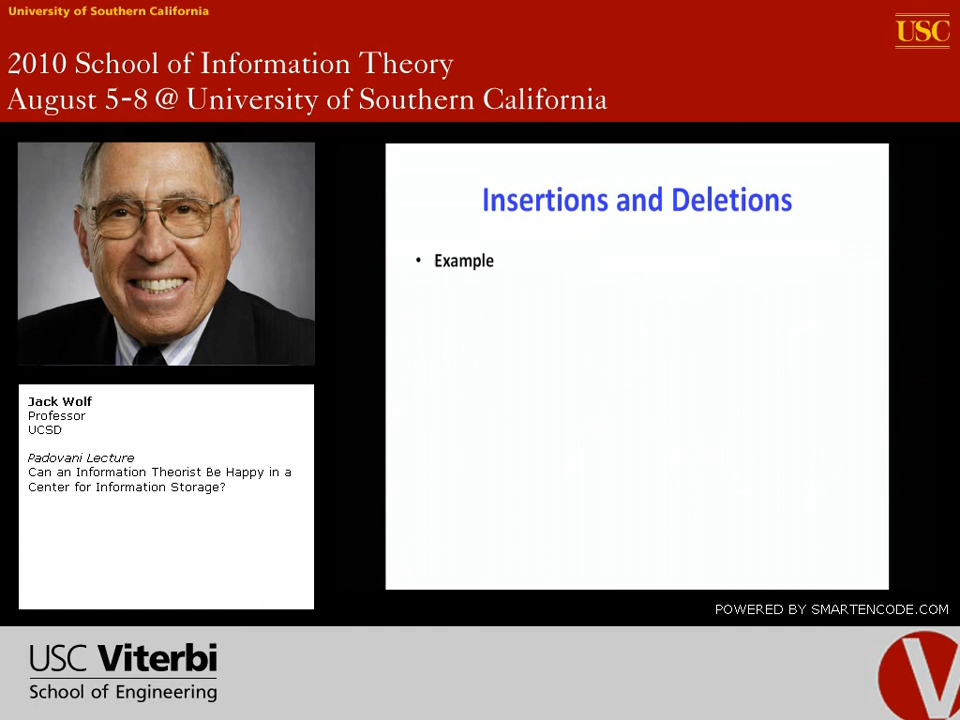 University of Southern California
USC
2010 School of Information Theory
August 5-8 @ University of Southern California
Insertions and Deletions
• Example
Jack Wolf
Professor
UCSD
Padovani Lecture
Can an Information Theorist Be Happy in a
Center for Information Storage?
POWERED BY SMARTENCODE.COM
USC Viterbi
School of Engineering
V